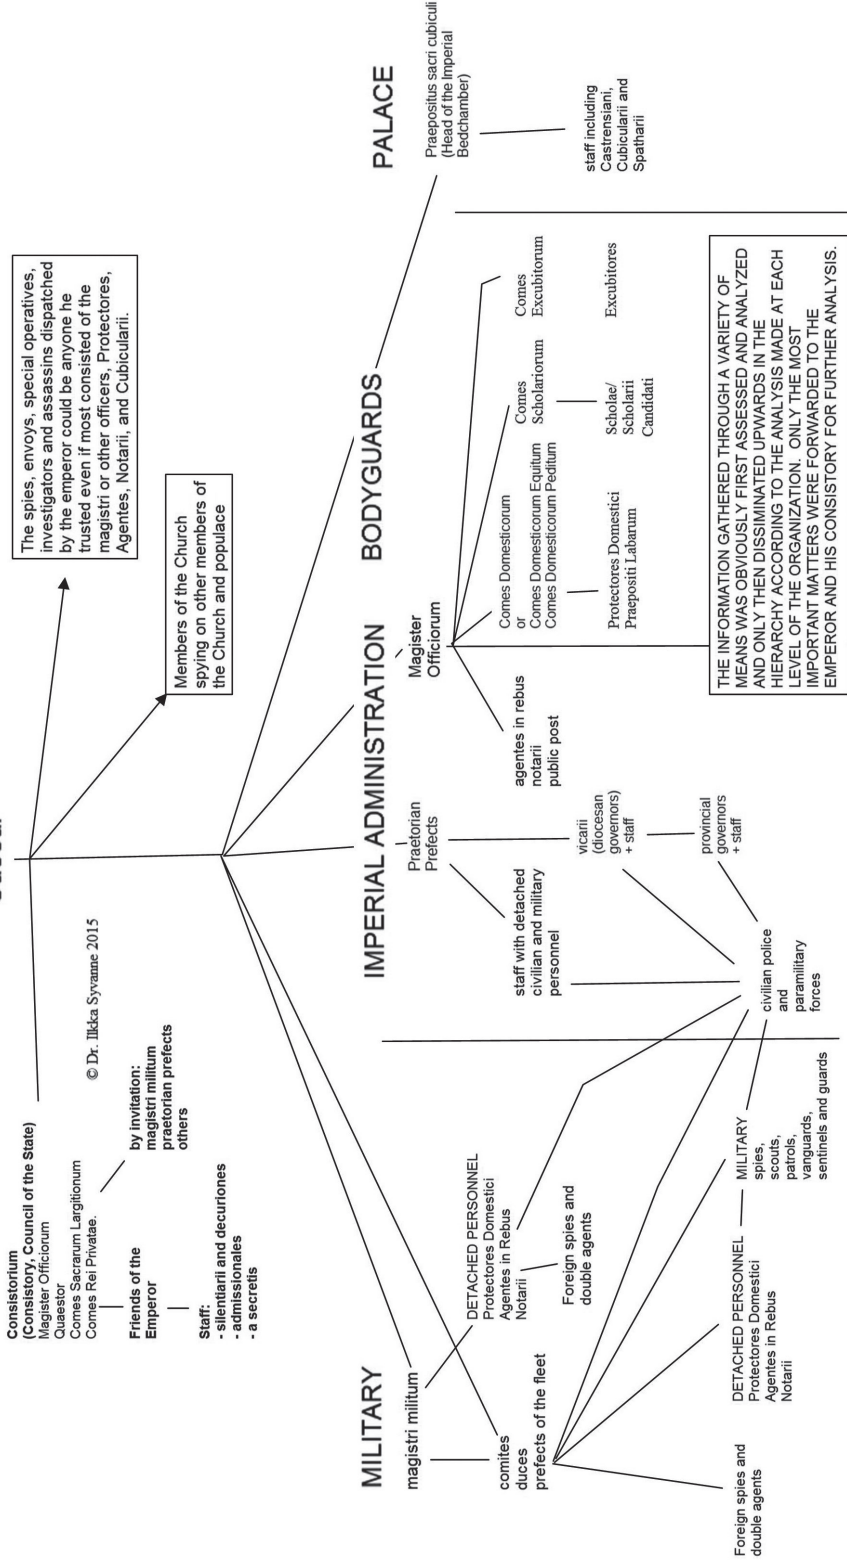 Consistorium
(Consistory, Council of the State)
Magister Officiorum
Quaestor
Comes Sacrarum Largitionum
Comes Rei Privatae.
© Dr. Ilkka Syvanne 2015
Friends of the
Emperor
by invitation:
magistri militum
praetorian prefects
others
Staff:
- silentiarii and decuriones
- admissionales
- a secretis
The spies, envoys, special operatives,
investigators and assassins dispatched
by the emperor could be anyone he
trusted even if most consisted of the
magistri or other officers, Protectores,
Agentes, Notarii, and Cubicularii.
Members of the Church
spying on other members of
the Church and populace
MILITARY
IMPERIAL ADMINISTRATION
BODYGUARDS
PALACE
magistri militum
comites
duces
prefects of the fleet
DETACHED PERSONNEL
Protectores Domestici
Agentes in Rebus
Notarii
Foreign spies and
double agents
Foreign spies and
double agents
DETACHED PERSONNEL
Protectores Domestici
Agentes in Rebus
Notarii
MILITARY
spies,
scouts,
patrols,
vanguards,
sentinels and guards
Praetorian
Prefects
staff with detached
civilian and military
personnel
vicarii
(diocesan
governors)
+ staff
provincial
governors
+ staff
civilian police
and
paramilitary
forces
Magister
Officiorum
agentes in rebus
notarii
public post
Comes Domesticorum
or
Comes Domesticorum Equitum
Comes Domesticorum Peditum
Protectores Domestici
Praepositi Labarum
Comes
Scholariorum
Scholae/
Scholarii
Candidati
Comes
Excubitorum
Excubitores
Praepositus sacri cubiculi
(Head of the Imperial
Bedchamber)
staff including
Castrensiani,
Cubicularii and
Spatharii
THE INFORMATION GATHERED THROUGH A VARIETY OF
MEANS WAS OBVIOUSLY FIRST ASSESSED AND ANALYZED
AND ONLY THEN DISSIMINATED UPWARDS IN THE
HIERARCHY ACCORDING TO THE ANALYSIS MADE AT EACH
LEVEL OF THE ORGANIZATION. ONLY THE MOST
IMPORTANT MATTERS WERE FORWARDED TO THE
EMPEROR AND HIS CONSISTORY FOR FURTHER ANALYSIS.